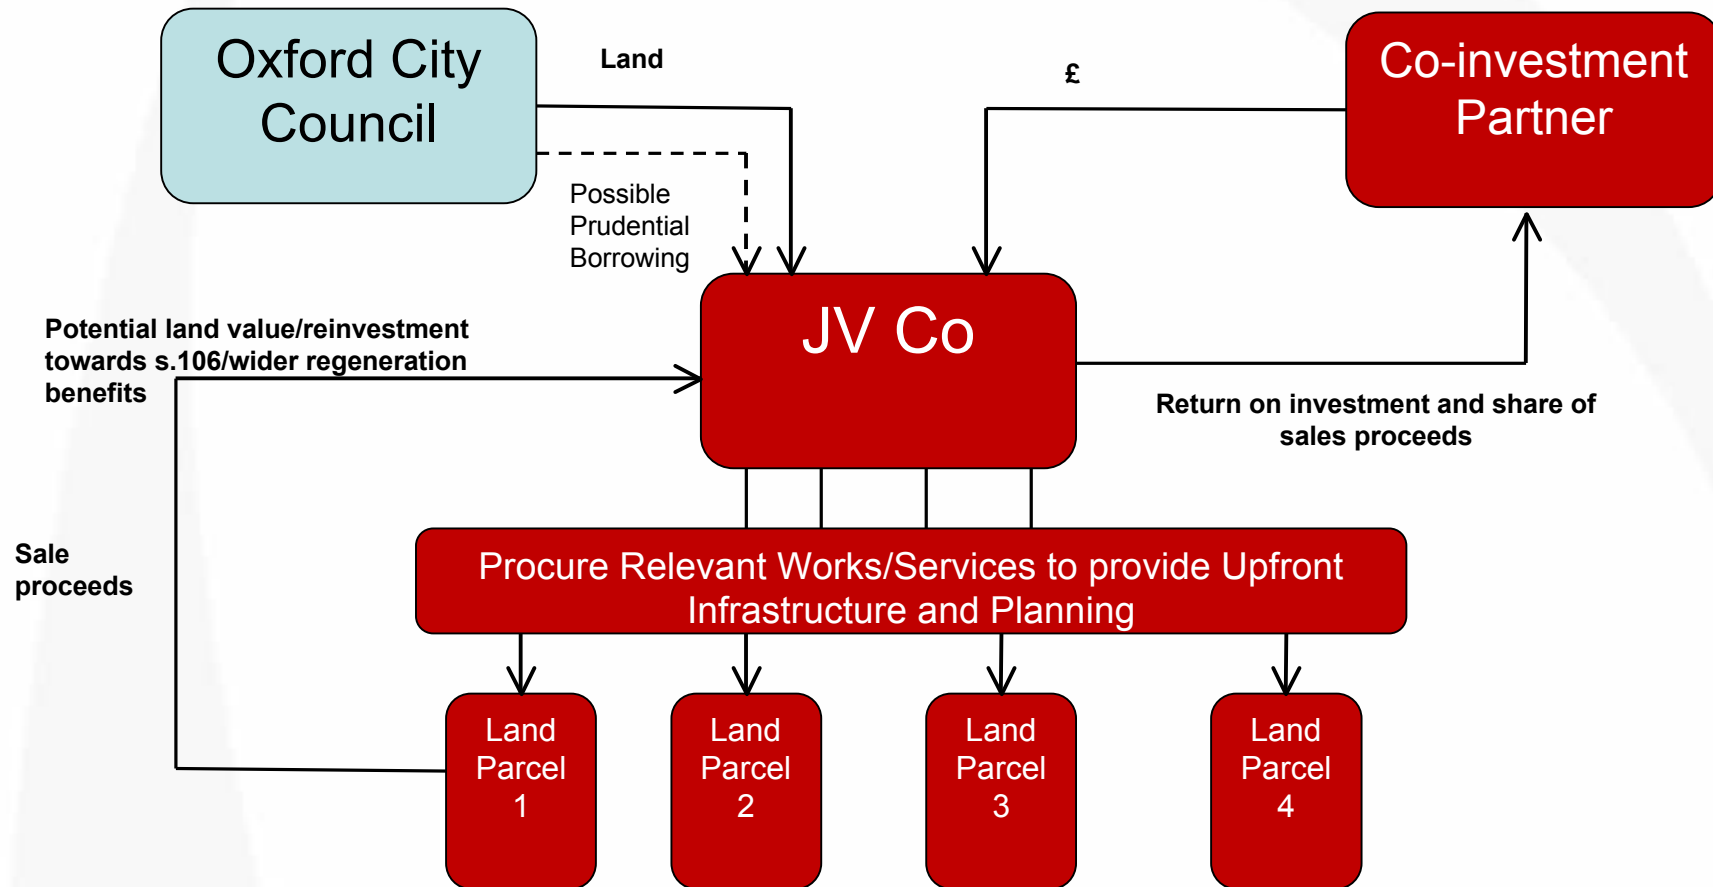 Oxford City
Council
Land
£
Co-investment
Partner
Possible
Prudential
Borrowing
JV Co
Potential land value/reinvestment
towards s.106/wider regeneration
benefits
Return on investment and share of
sales proceeds
Sale
proceeds
Procure Relevant Works/Services to provide Upfront
Infrastructure and Planning
Land
Parcel
1
Land
Parcel
2
Land
Parcel
3
Land
Parcel
4